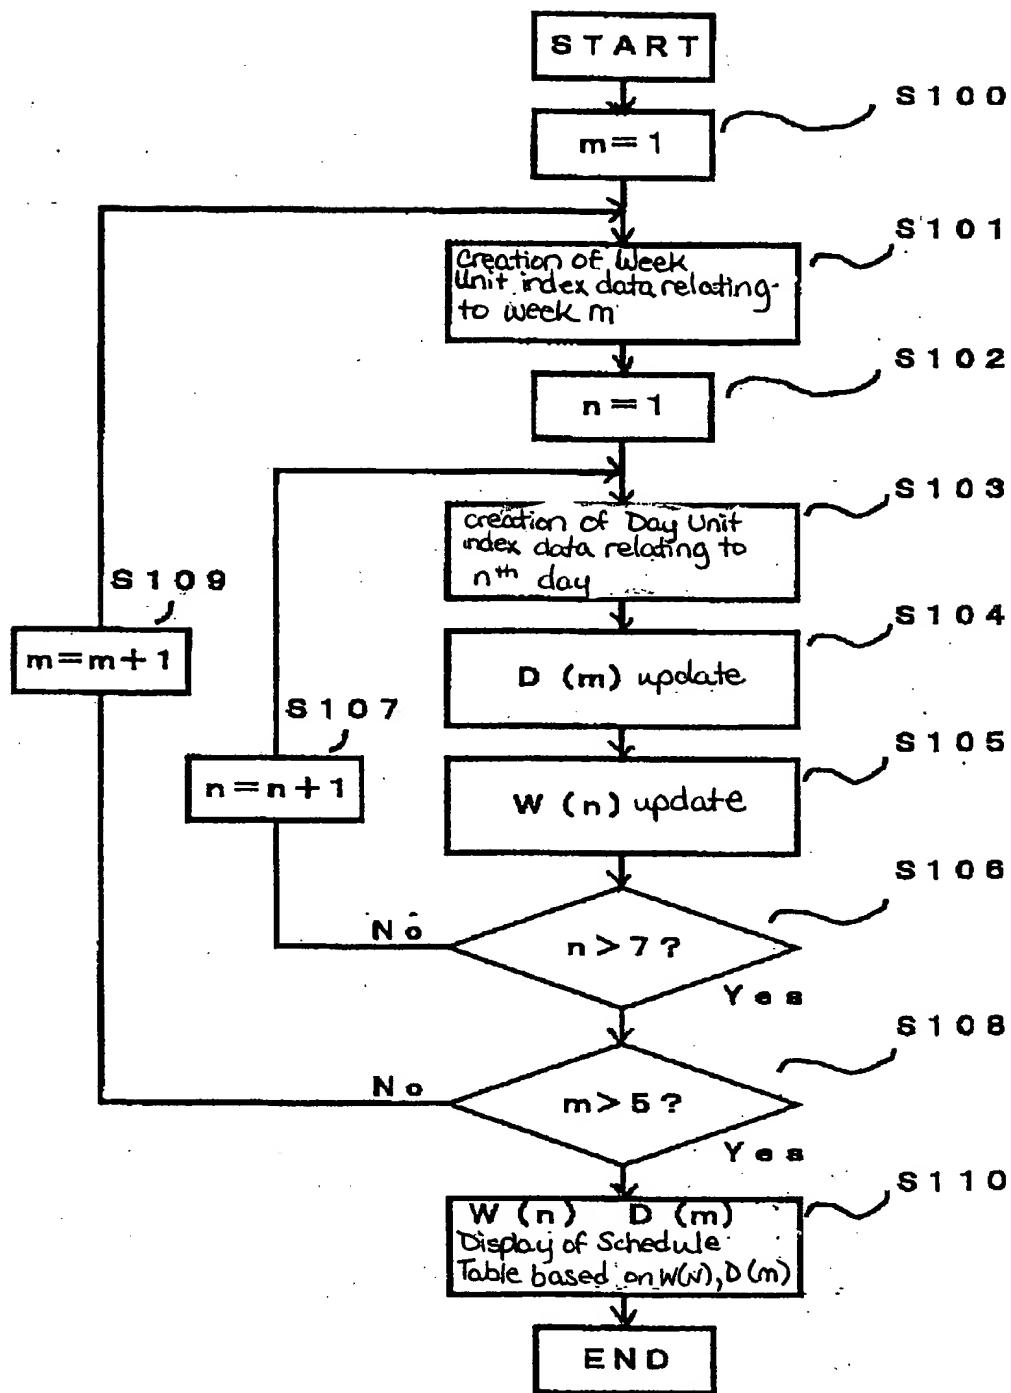 START
S100
m=1
S101
Creation of Week
Unit index data relating
to week m
S102
n=1
S103
creation of Day Unit
index data relating to
nth day
S109
S104
m=m+1
D (m) update
S107
S105
n=n+1
W (n) update
S106
No
n>7?
Yes
S108
No
m>5?
Yes
S110
W (n) D (m)
Display of Schedule
Table based on W(N), D(m)
END